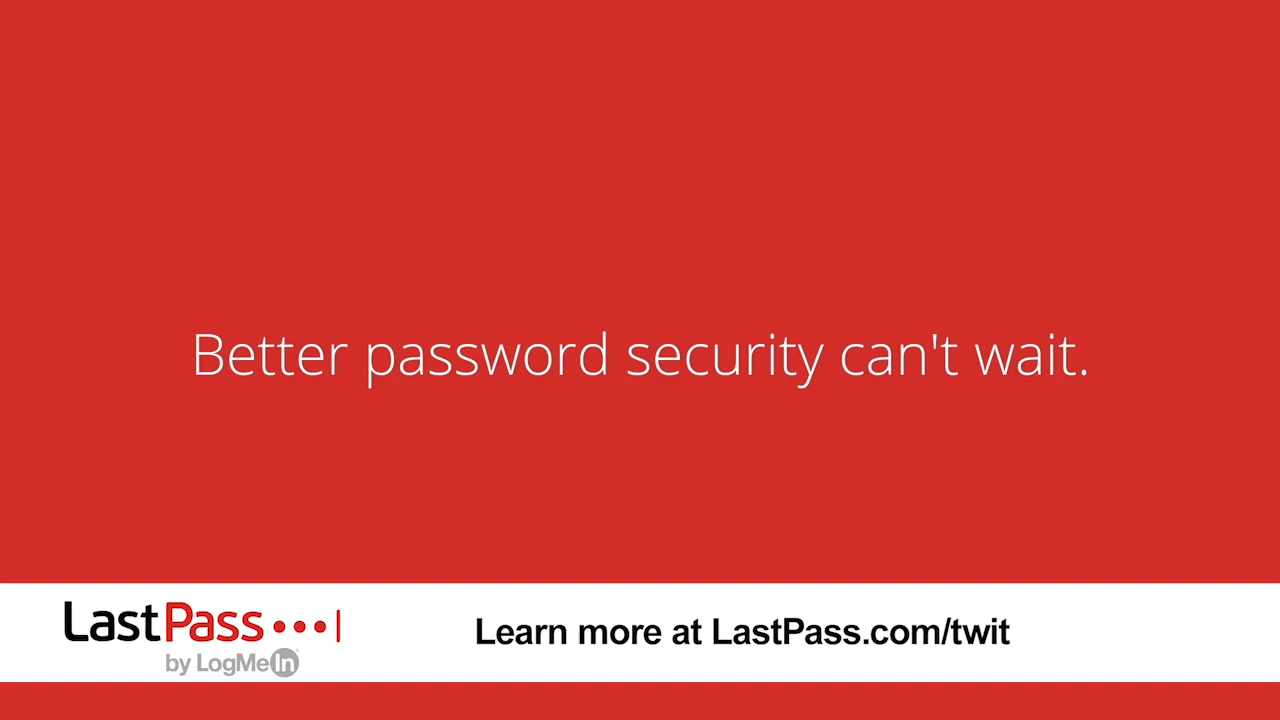 Better password security can't wait.
LastPass
by LogMeIn
Learn more at LastPass.com/twit